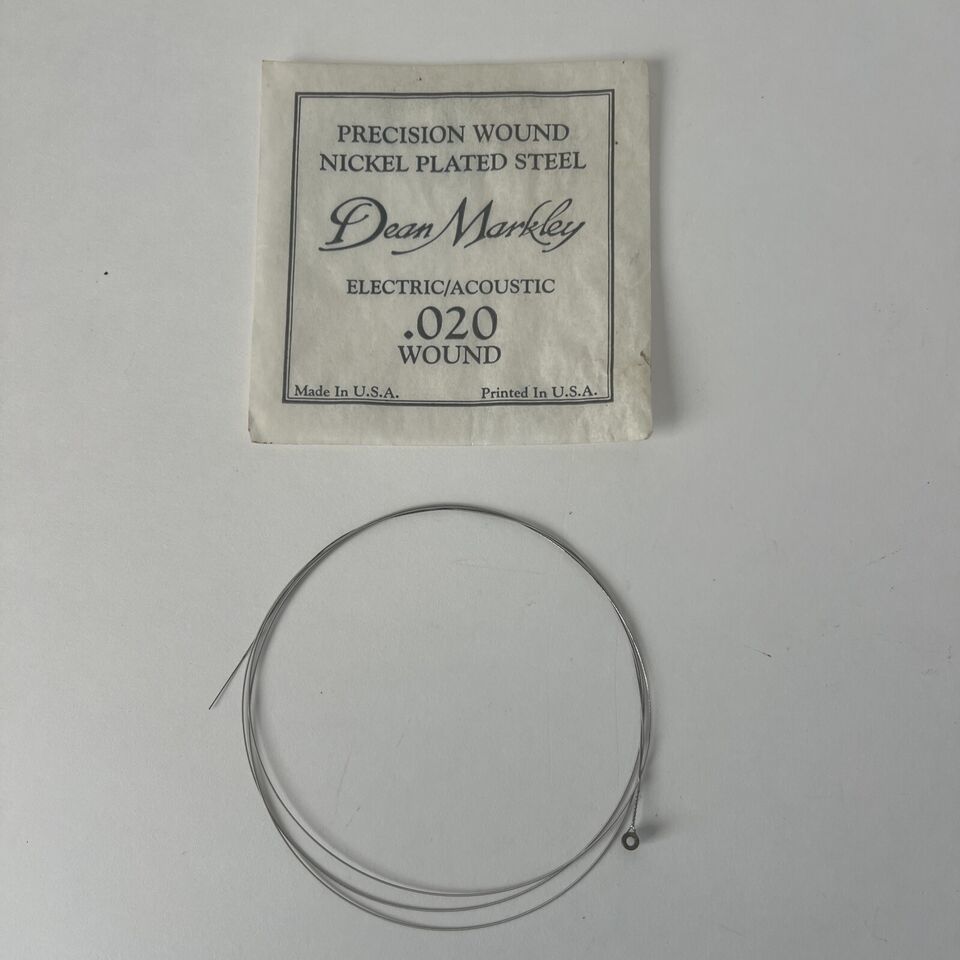 PRECISION WOUND
NICKEL PLATED STEEL
Dean Markley
ELECTRIC/ACOUSTIC
.020
WOUND
Made In U.S.A. Printed In U.S.A.